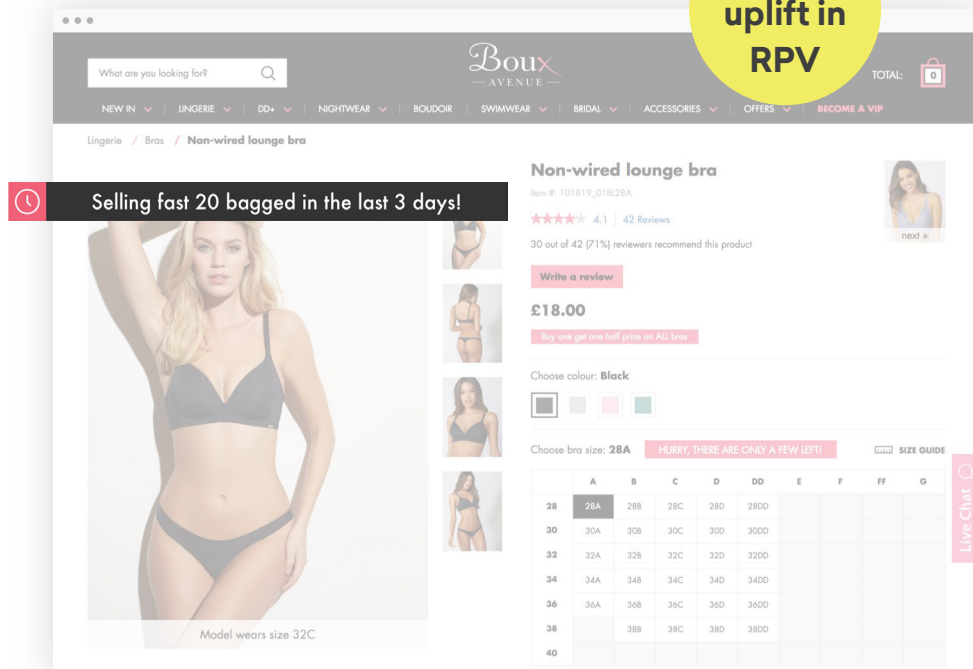 uplift in
RPV
What are you looking for?
Boux
AVENUE
TOTAL: 0
NEW IN LINGERIE DD+ NIGHTWEAR BOUDOIR SWIMWEAR BRIDAL ACCESSORIES OFFERS BECOME A VIP
Lingerie / Bras / Non-wired lounge bra
Non-wired lounge bra
Item #: 101819_018(28A
Selling fast 20 bagged in the last 3 days!
4.1 42 Reviews
next »
30 out of 42 (71%) reviewers recommend this product
Write a review
£18.00
Buy one get one half price on ALL bras
Choose colour: Black
Choose bra size: 28A HURRY, THERE ARE ONLY A FEW LEFT! SIZE GUIDE
A B C D DD E F FF G
28 28A 28B 28C 28D 28DD
30 30A 30B 30C 30D 30DD
32 32A 32B 32C 32D 32DD
34 34A 34B 34C 34D 34DD
36 36A 36B 36C 36D 36DD
38 38B 38C 38D 38DD
40
Model wears size 32C
Live Chat